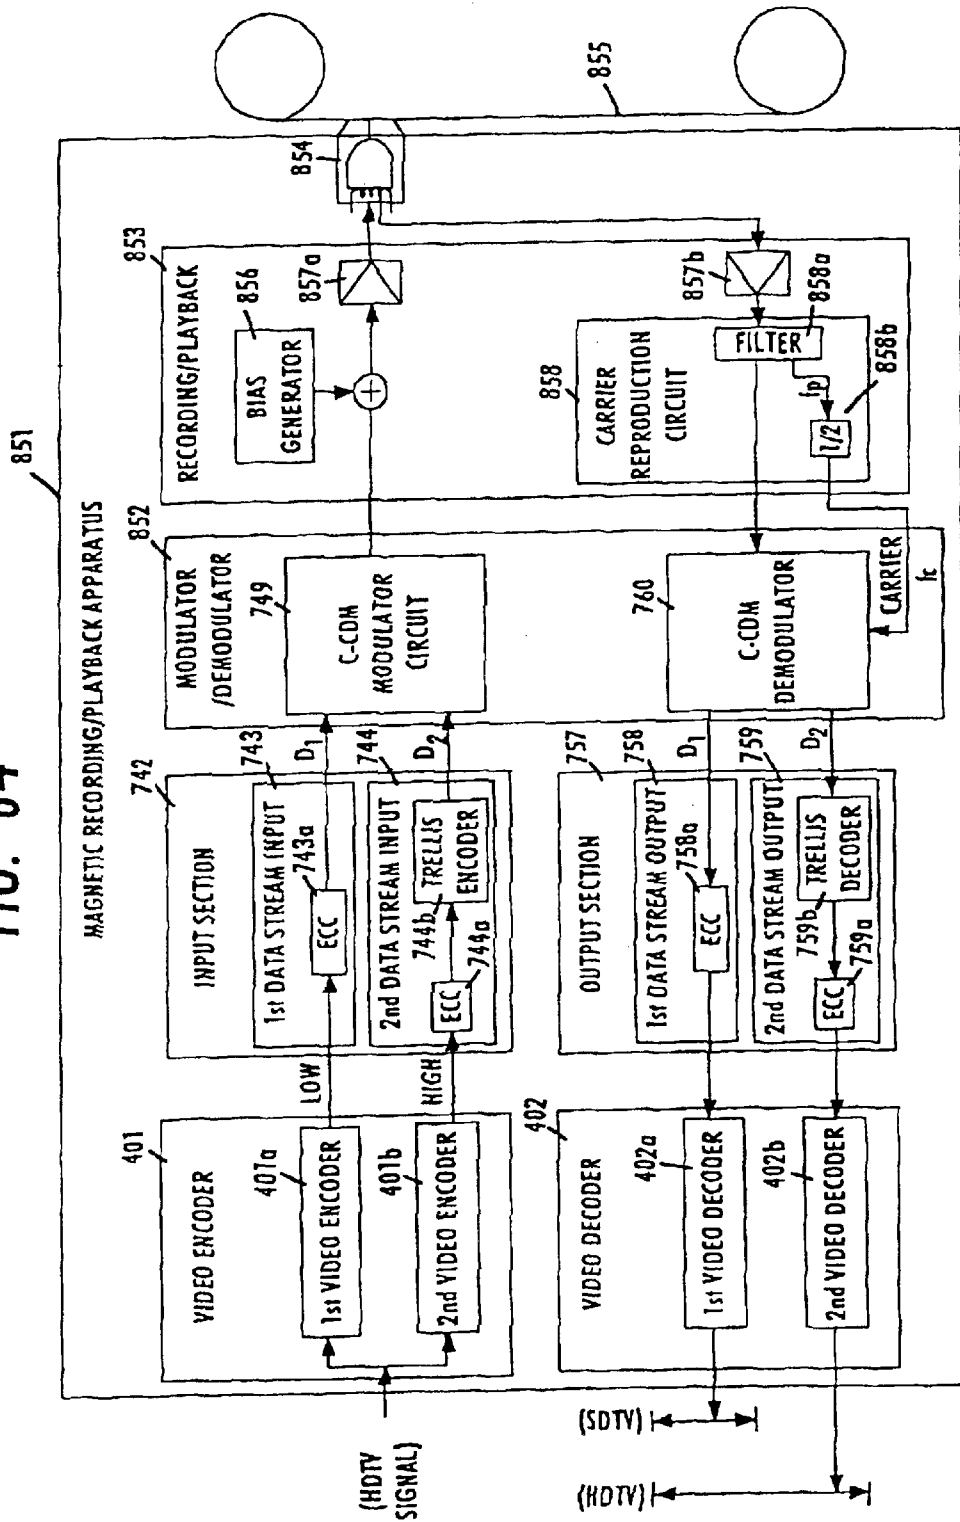 FIG. 84
MAGNETIC RECORDING/PLAYBACK APPARATUS
851
401
VIDEO ENCODER
401a
1st VIDEO ENCODER
401b
2nd VIDEO ENCODER
(HDTV
SIGNAL)
LOW
HIGH
742
INPUT SECTION
743
1st DATA STREAM INPUT
743a
ECC
744
2nd DATA STREAM INPUT
744b
TRELLIS
ENCODER
ECC
744a
D1
D2
852
MODULATOR
/DEMODULATOR
749
C-CDM
MODULATOR
CIRCUIT
853
RECORDING/PLAYBACK
856
BIAS
GENERATOR
857a
854
855
402
VIDEO DECODER
402a
1st VIDEO DECODER
402b
2nd VIDEO DECODER
(SDTV)
(HDTV)
757
OUTPUT SECTION
758
1st DATA STREAM OUTPUT
758a
ECC
759
2nd DATA STREAM OUTPUT
759b
TRELLIS
DECODER
ECC
759a
D1
D2
760
C-CDM
DEMODULATOR
CARRIER
fc
858
CARRIER
REPRODUCTION
CIRCUIT
857b
FILTER
858a
fp
1/2
858b